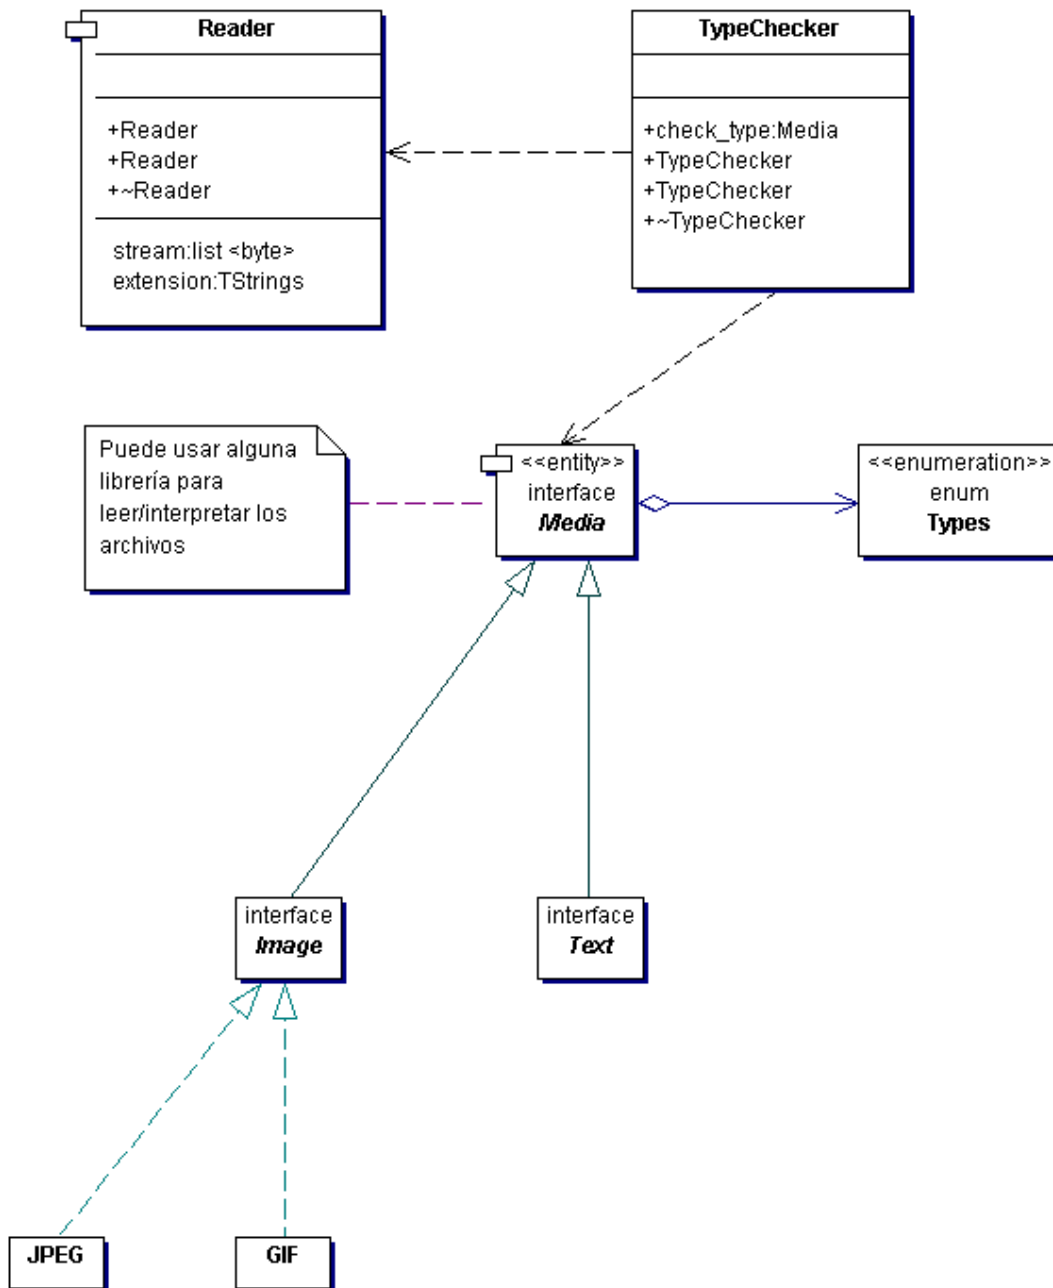 Reader
+Reader
+Reader
+~Reader
stream:list <byte>
extension:TStrings
TypeChecker
+check_type:Media
+TypeChecker
+TypeChecker
+~TypeChecker
Puede usar alguna
librería para
leer/interpretar los
archivos
<<entity>>
interface
Media
<<enumeration>>
enum
Types
interface
Image
interface
Text
JPEG
GIF